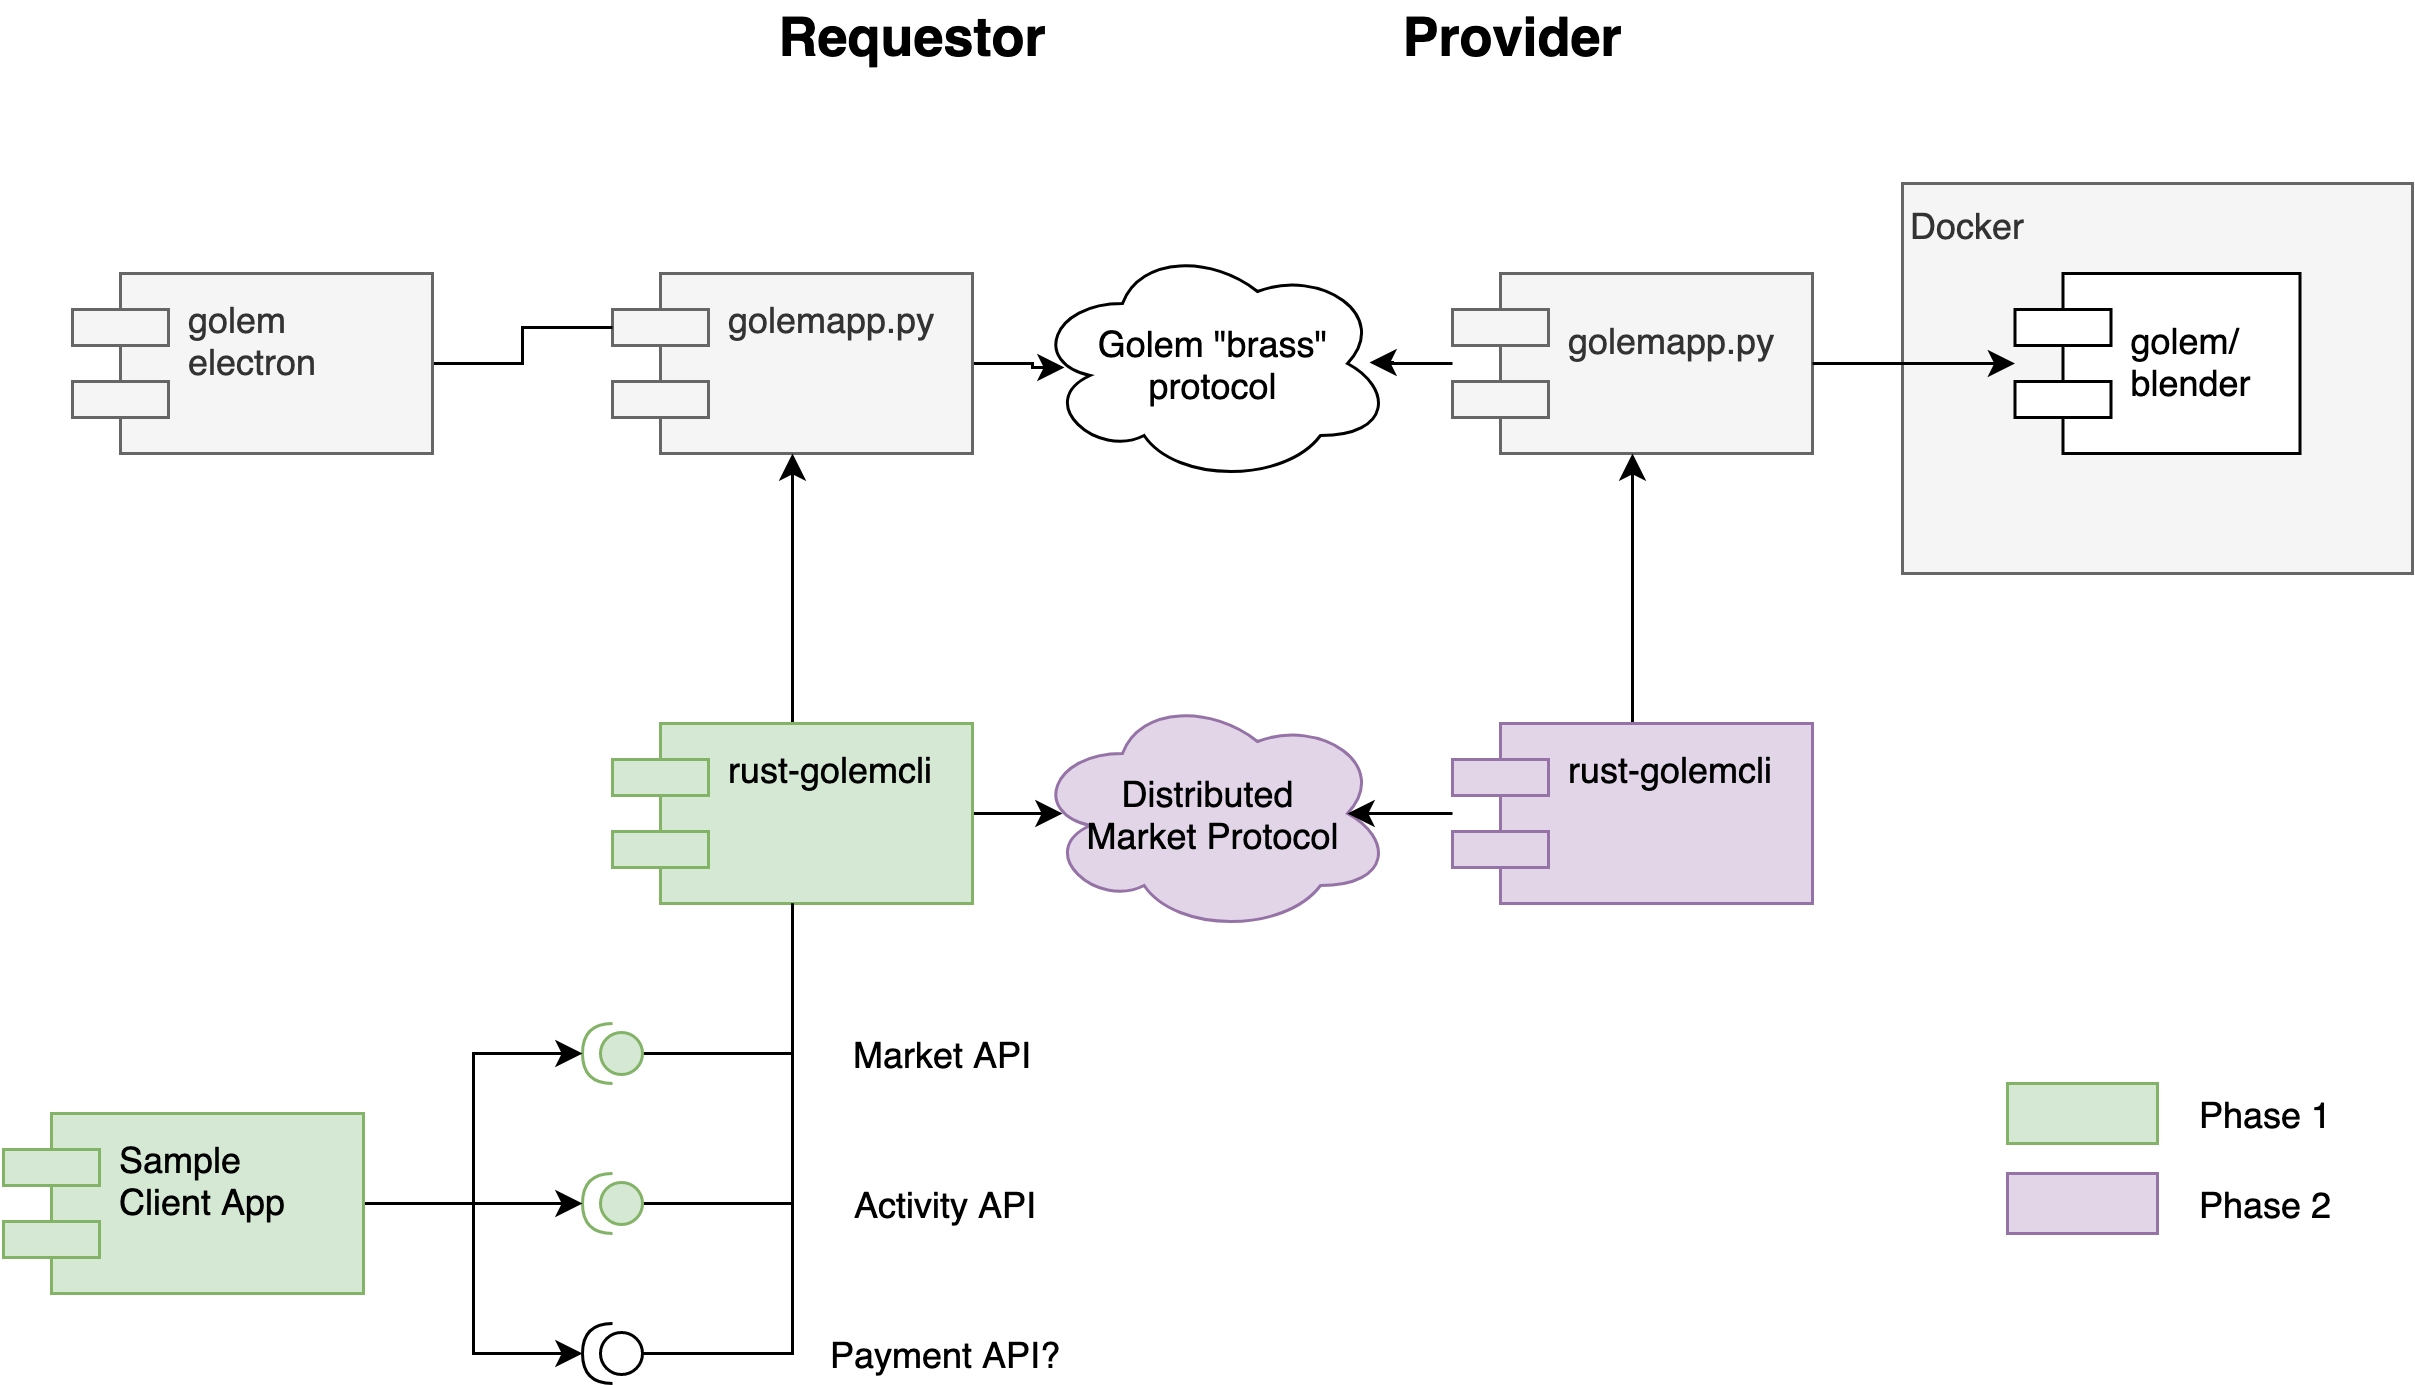 Requestor
Provider
Docker
golem
electron
golemapp.py
Golem "brass"
protocol
golemapp.py
golem/
blender
rust-golemcli
Distributed
Market Protocol
rust-golemcli
Market API
Sample
Client App
Activity API
Payment API?
Phase 1
Phase 2